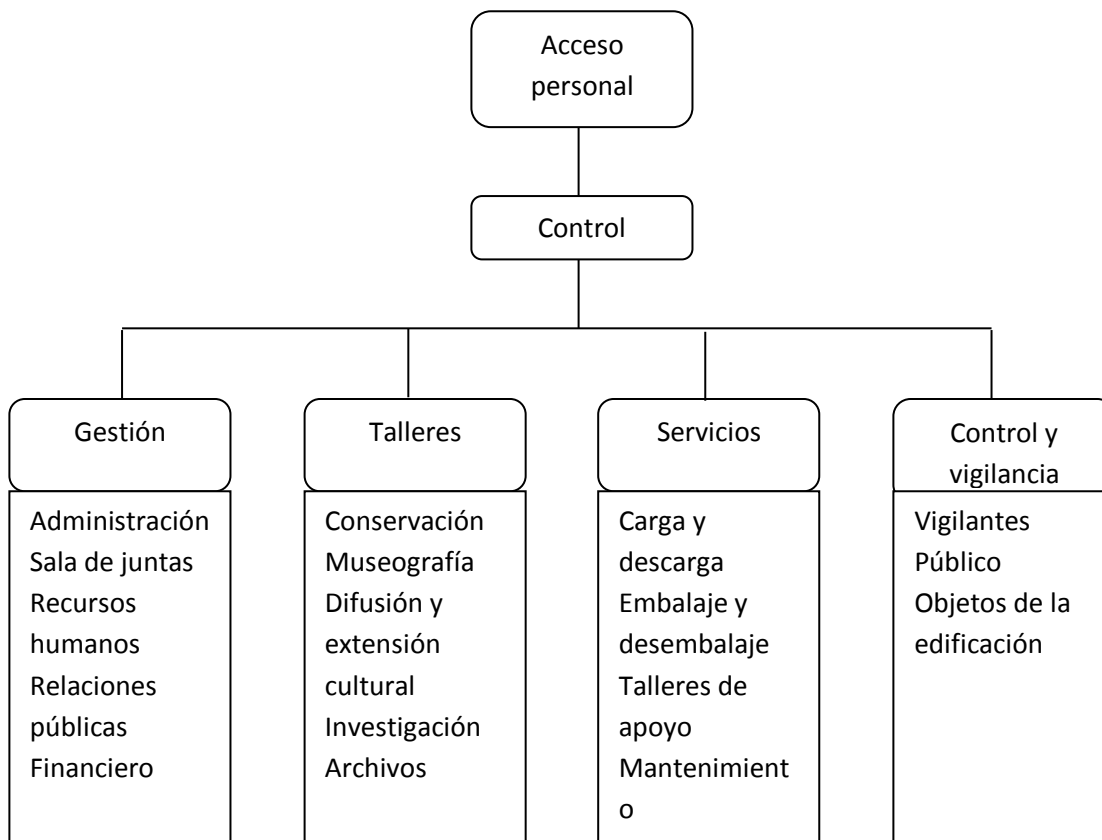 Acceso
personal
Control
Gestión
Administración
Sala de juntas
Recursos
humanos
Relaciones
públicas
Financiero
Talleres
Conservación
Museografía
Difusión y
extensión
cultural
Investigación
Archivos
Servicios
Carga y
descarga
Embalaje y
desembalaje
Talleres de
apoyo
Mantenimient
o
Control y
vigilancia
Vigilantes
Público
Objetos de la
edificación